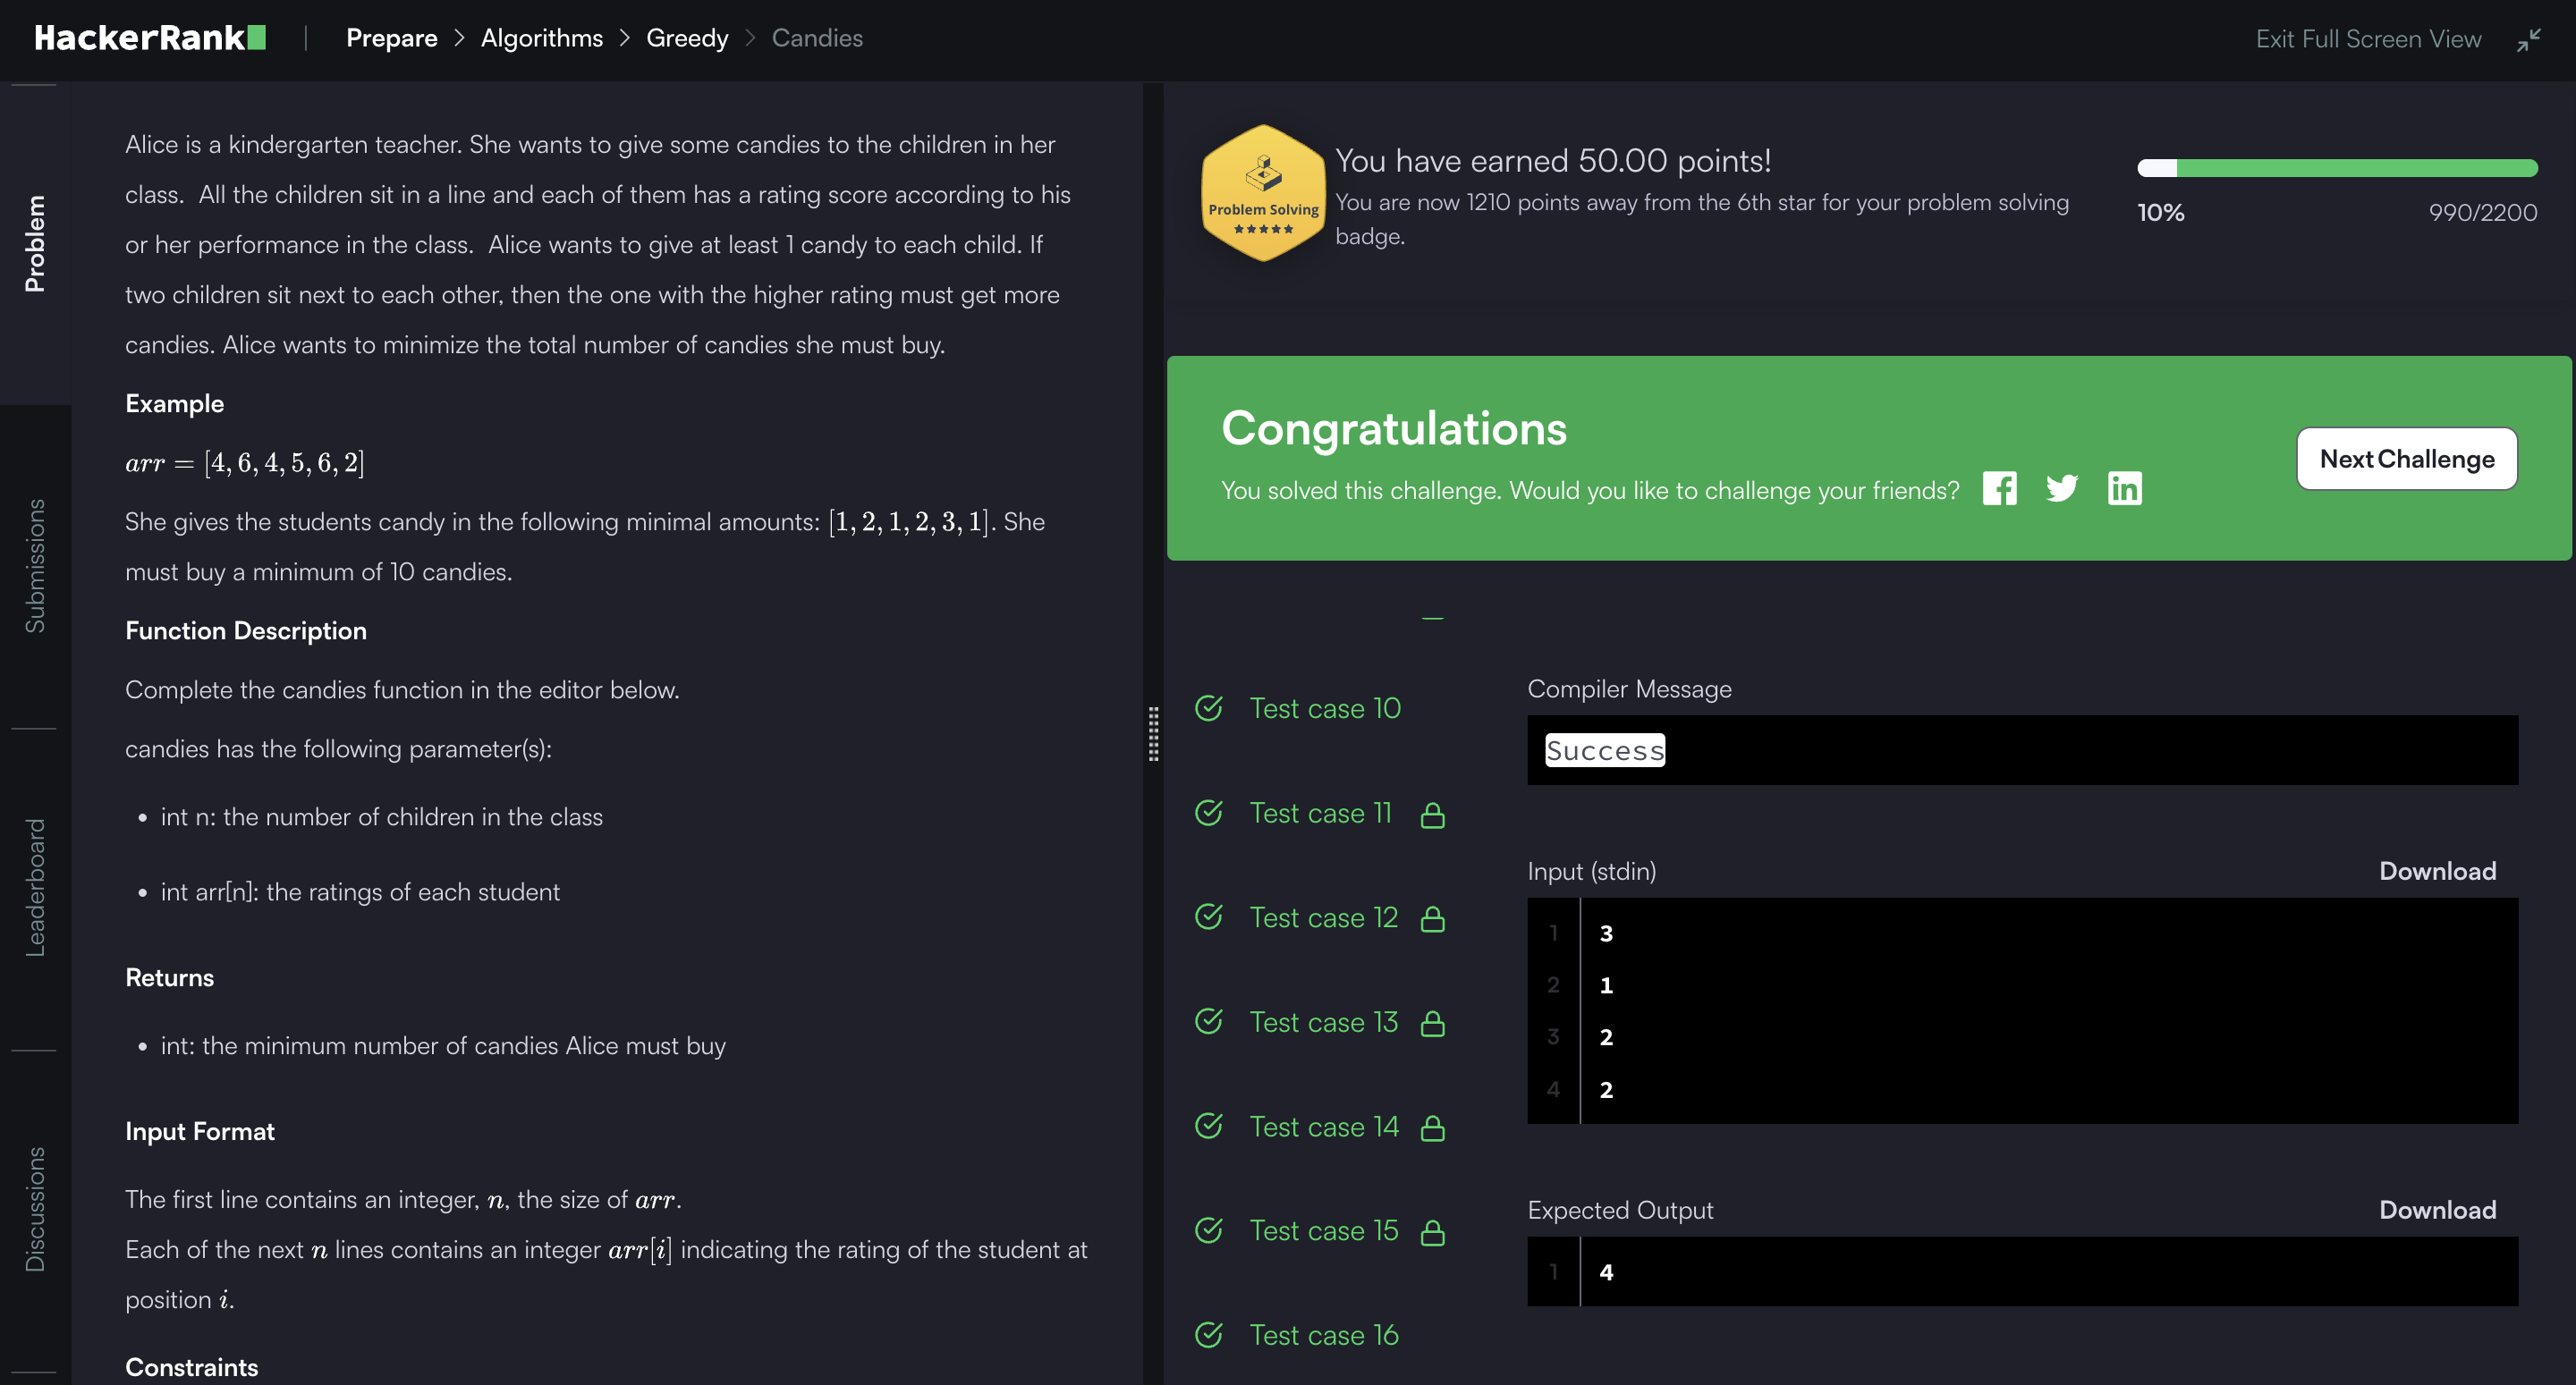 HackerRank
Prepare > Algorithms > Greedy > Candies
Exit Full Screen View
Problem
Submissions
Leaderboard
Discussions
Alice is a kindergarten teacher. She wants to give some candies to the children in her
class.  All the children sit in a line and each of them has a rating score according to his
or her performance in the class.  Alice wants to give at least 1 candy to each child. If
two children sit next to each other, then the one with the higher rating must get more
candies. Alice wants to minimize the total number of candies she must buy.
Example
arr = [4, 6, 4, 5, 6, 2]
She gives the students candy in the following minimal amounts: [1, 2, 1, 2, 3, 1]. She
must buy a minimum of 10 candies.
Function Description
Complete the candies function in the editor below.
candies has the following parameter(s):
• int n: the number of children in the class
• int arr[n]: the ratings of each student
Returns
• int: the minimum number of candies Alice must buy
Input Format
The first line contains an integer, n, the size of arr.
Each of the next n lines contains an integer arr[i] indicating the rating of the student at
position i.
Constraints
Problem Solving
You have earned 50.00 points!
You are now 1210 points away from the 6th star for your problem solving
badge.
10%
990/2200
Congratulations
You solved this challenge. Would you like to challenge your friends?
Next Challenge
Test case 10
Test case 11
Test case 12
Test case 13
Test case 14
Test case 15
Test case 16
Compiler Message
Success
Input (stdin)
Download
1 3
2 1
3 2
4 2
Expected Output
Download
1 4